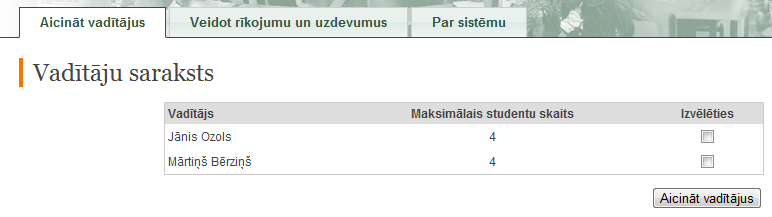 Aicināt vadītājus Veidot rīkojumu un uzdevumus Par sistēmu
Vadītāju saraksts
Vadītājs Maksimālais studentu skaits Izvēlēties
Jānis Ozols 4
Mārtiņš Bērziņš 4
Aicināt vadītājus